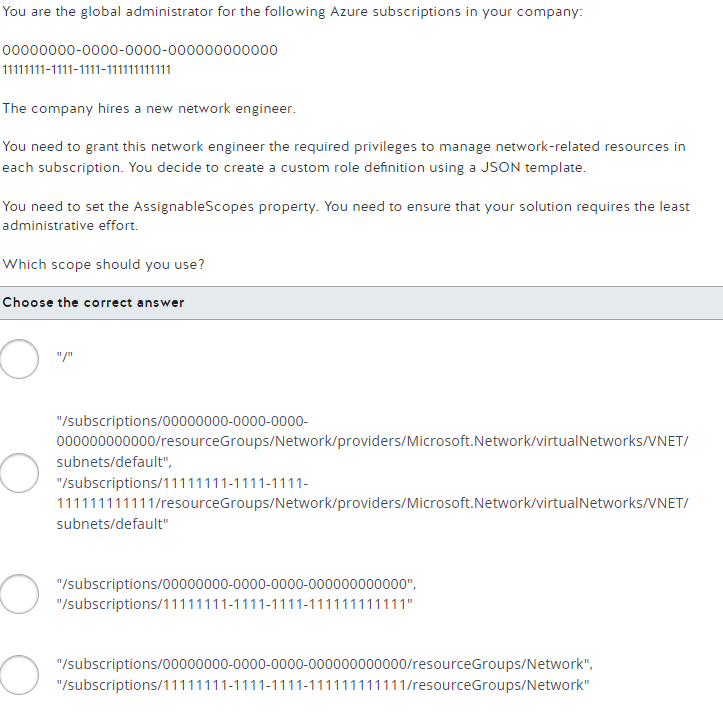 You are the global administrator for the following Azure subscriptions in your company:
00000000-0000-0000-000000000000
11111111-1111-1111-111111111111
The company hires a new network engineer.
You need to grant this network engineer the required privileges to manage network-related resources in
each subscription. You decide to create a custom role definition using a JSON template.
You need to set the AssignableScopes property. You need to ensure that your solution requires the least
administrative effort.
Which scope should you use?
Choose the correct answer
"/"
"/subscriptions/00000000-0000-0000-
000000000000/resourceGroups/Network/providers/Microsoft.Network/virtualNetworks/VNET/
subnets/default",
"/subscriptions/11111111-1111-1111-
111111111111/resourceGroups/Network/providers/Microsoft.Network/virtualNetworks/VNET/
subnets/default"
"/subscriptions/00000000-0000-0000-000000000000",
"/subscriptions/11111111-1111-1111-111111111111"
"/subscriptions/00000000-0000-0000-000000000000/resourceGroups/Network",
"/subscriptions/11111111-1111-1111-111111111111/resourceGroups/Network"